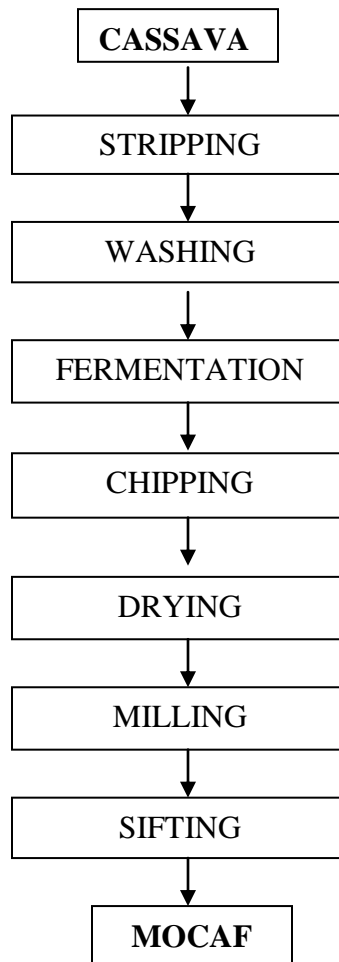 CASSAVA
STRIPPING
WASHING
FERMENTATION
CHIPPING
DRYING
MILLING
SIFTING
MOCAF